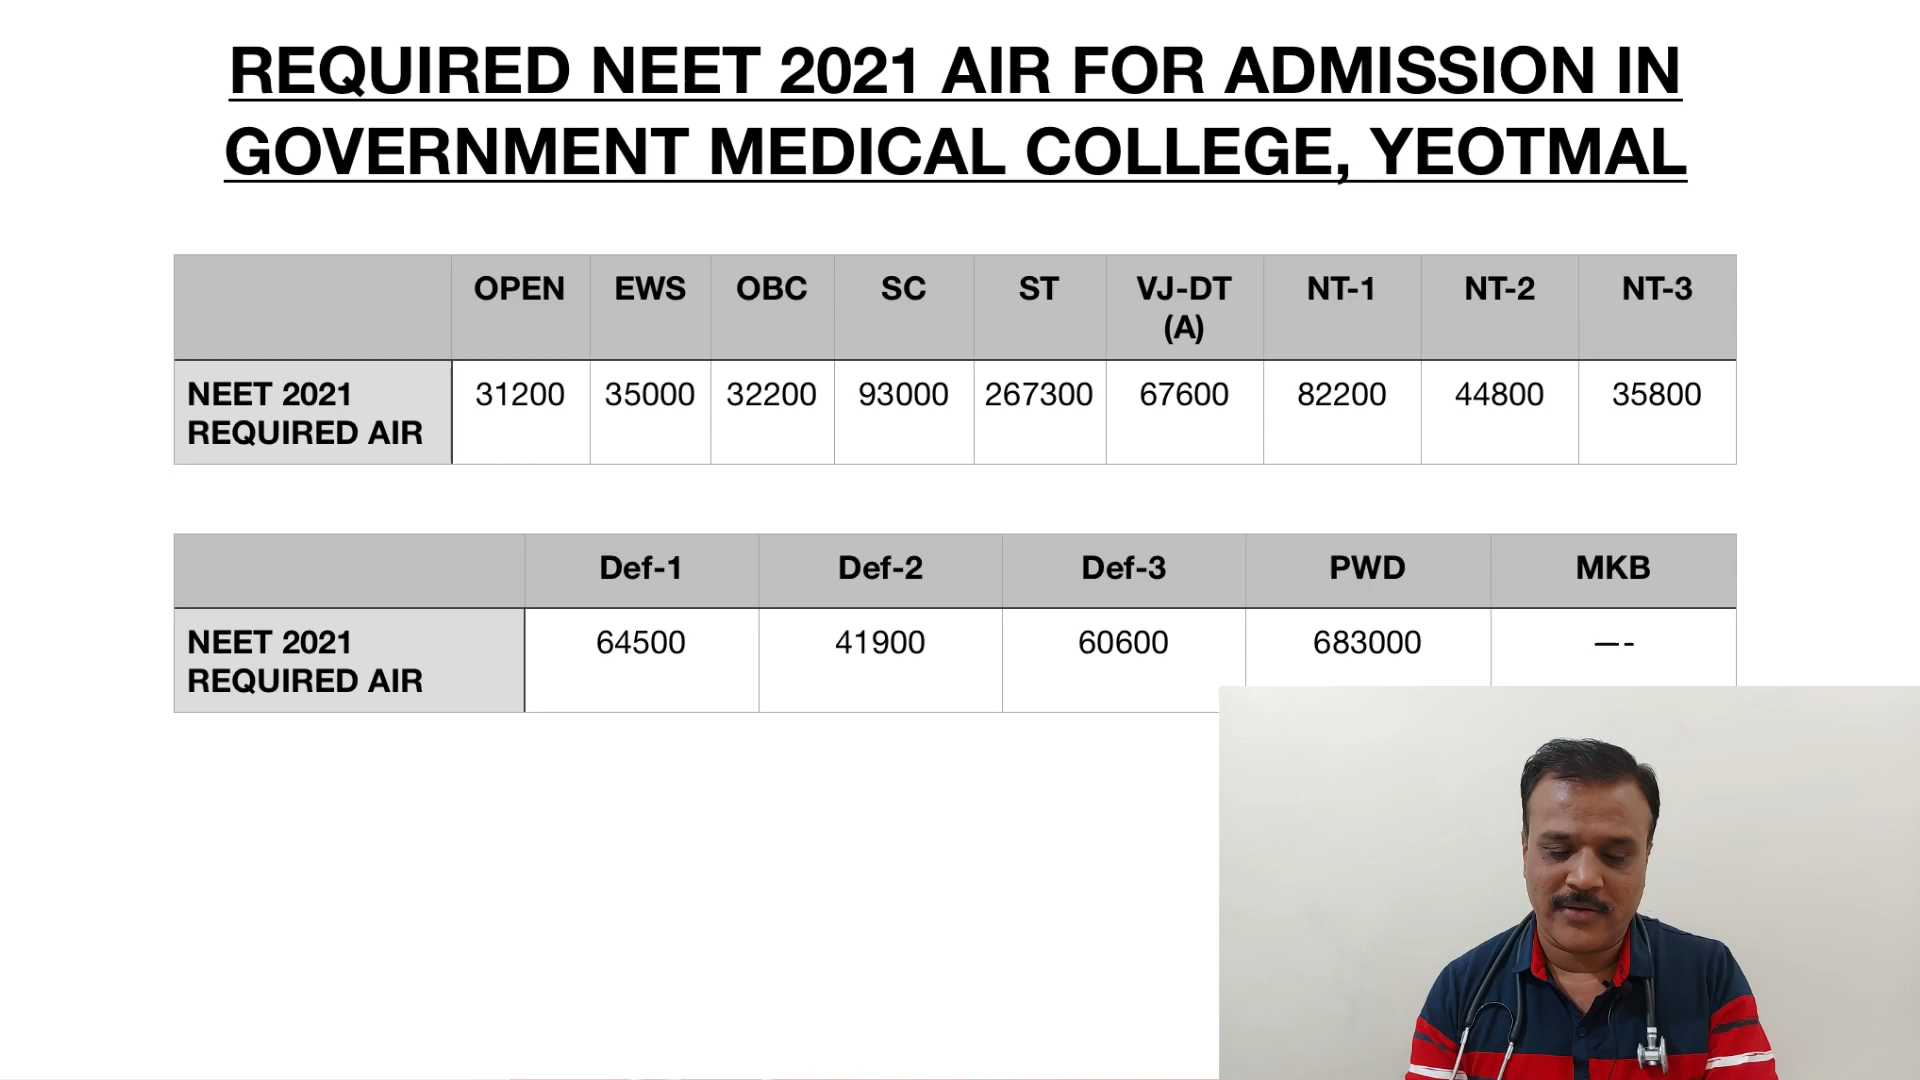 REQUIRED NEET 2021 AIR FOR ADMISSION IN
GOVERNMENT MEDICAL COLLEGE, YEOTMAL
OPEN EWS OBC SC ST VJ-DT (A) NT-1 NT-2 NT-3
NEET 2021 REQUIRED AIR 31200 35000 32200 93000 267300 67600 82200 44800 35800
Def-1 Def-2 Def-3 PWD MKB
NEET 2021 REQUIRED AIR 64500 41900 60600 683000 —-